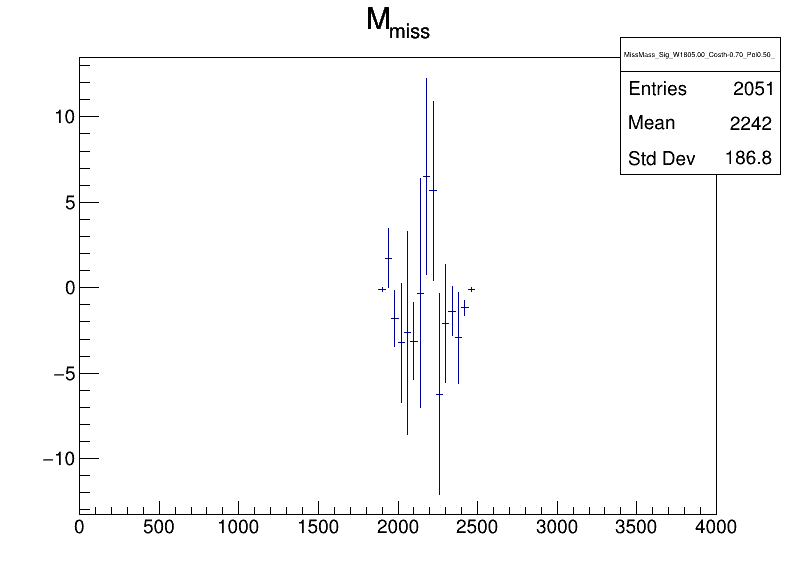 M_miss
MissMass_Sig_W1805.00_Costh-0.70_Pol0.50_
Entries 2051
Mean 2242
Std Dev 186.8
10
5
0
−5
−10
0 500 1000 1500 2000 2500 3000 3500 4000